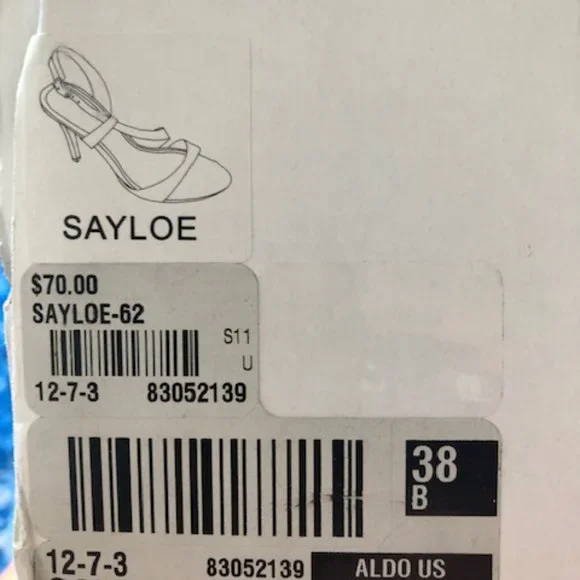 SAYLOE
$70.00
SAYLOE-62
S11
U
12-7-3 83052139
38
B
12-7-3 83052139 ALDO US